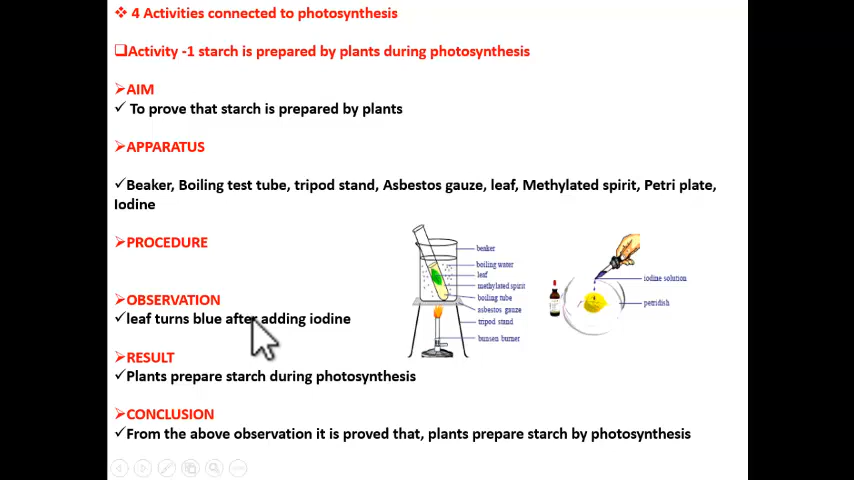 ❖ 4 Activities connected to photosynthesis
❑Activity -1 starch is prepared by plants during photosynthesis
➢AIM
✓ To prove that starch is prepared by plants
➢APPARATUS
✓Beaker, Boiling test tube, tripod stand, Asbestos gauze, leaf, Methylated spirit, Petri plate,
Iodine
➢PROCEDURE
beaker
boiling water
leaf
methylated spirit
boiling tube
asbestos gauze
tripod stand
bunsen burner
iodine solution
petridish
➢OBSERVATION
✓leaf turns blue after adding iodine
➢RESULT
✓Plants prepare starch during photosynthesis
➢CONCLUSION
✓From the above observation it is proved that, plants prepare starch by photosynthesis